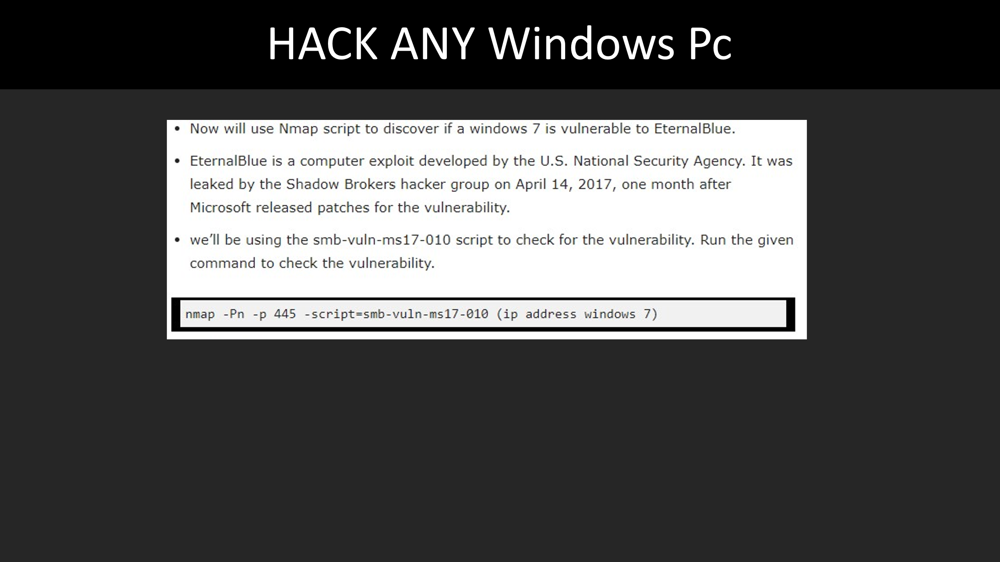 HACK ANY Windows Pc
• Now will use Nmap script to discover if a windows 7 is vulnerable to EternalBlue.
• EternalBlue is a computer exploit developed by the U.S. National Security Agency. It was
leaked by the Shadow Brokers hacker group on April 14, 2017, one month after
Microsoft released patches for the vulnerability.
• we’ll be using the smb-vuln-ms17-010 script to check for the vulnerability. Run the given
command to check the vulnerability.
nmap -Pn -p 445 -script=smb-vuln-ms17-010 (ip address windows 7)